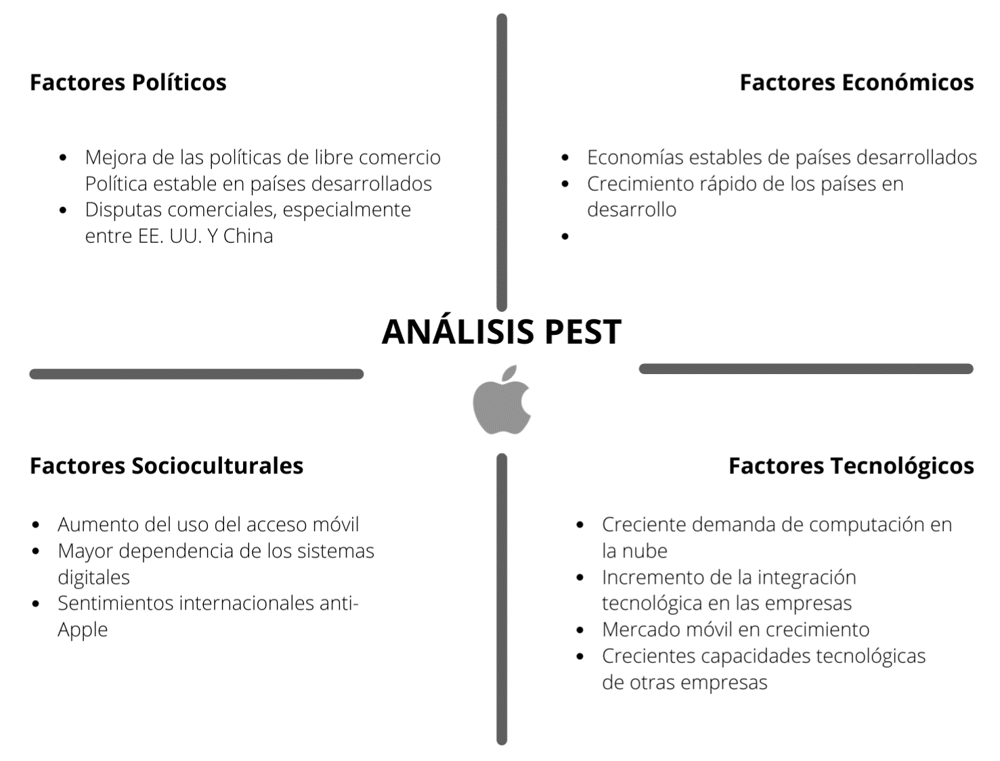 Factores Políticos
• Mejora de las políticas de libre comercio
Política estable en países desarrollados
• Disputas comerciales, especialmente
entre EE. UU. Y China
Factores Económicos
• Economías estables de países desarrollados
• Crecimiento rápido de los países en
desarrollo
•
ANÁLISIS PEST
Factores Socioculturales
• Aumento del uso del acceso móvil
• Mayor dependencia de los sistemas
digitales
• Sentimientos internacionales anti-
Apple
Factores Tecnológicos
• Creciente demanda de computación en
la nube
• Incremento de la integración
tecnológica en las empresas
• Mercado móvil en crecimiento
• Crecientes capacidades tecnológicas
de otras empresas